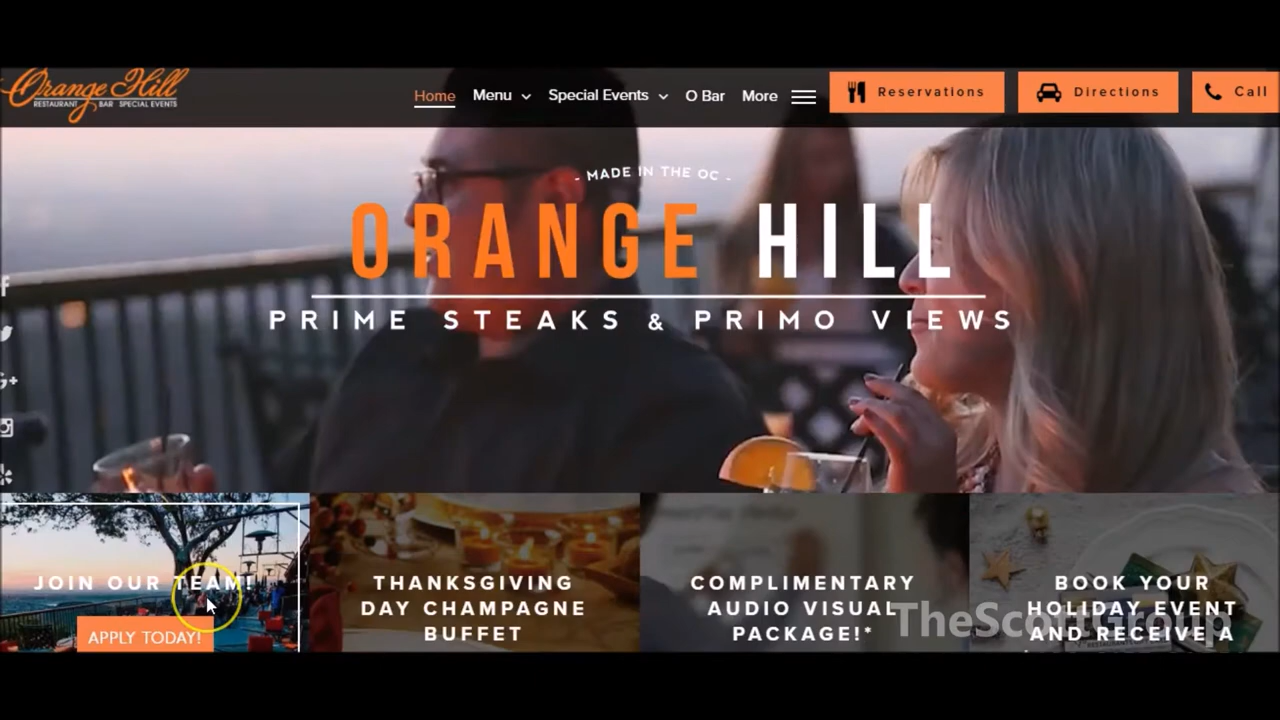 Orange Hill
RESTAURANT BAR SPECIAL EVENTS
Home Menu Special Events O Bar More
Reservations Directions Call
- MADE IN THE OC -
ORANGE HILL
PRIME STEAKS & PRIMO VIEWS
JOIN OUR TEAM!
APPLY TODAY!
THANKSGIVING
DAY CHAMPAGNE
BUFFET
COMPLIMENTARY
AUDIO VISUAL
PACKAGE!*
BOOK YOUR
HOLIDAY EVENT
AND RECEIVE A
TheScottGroup